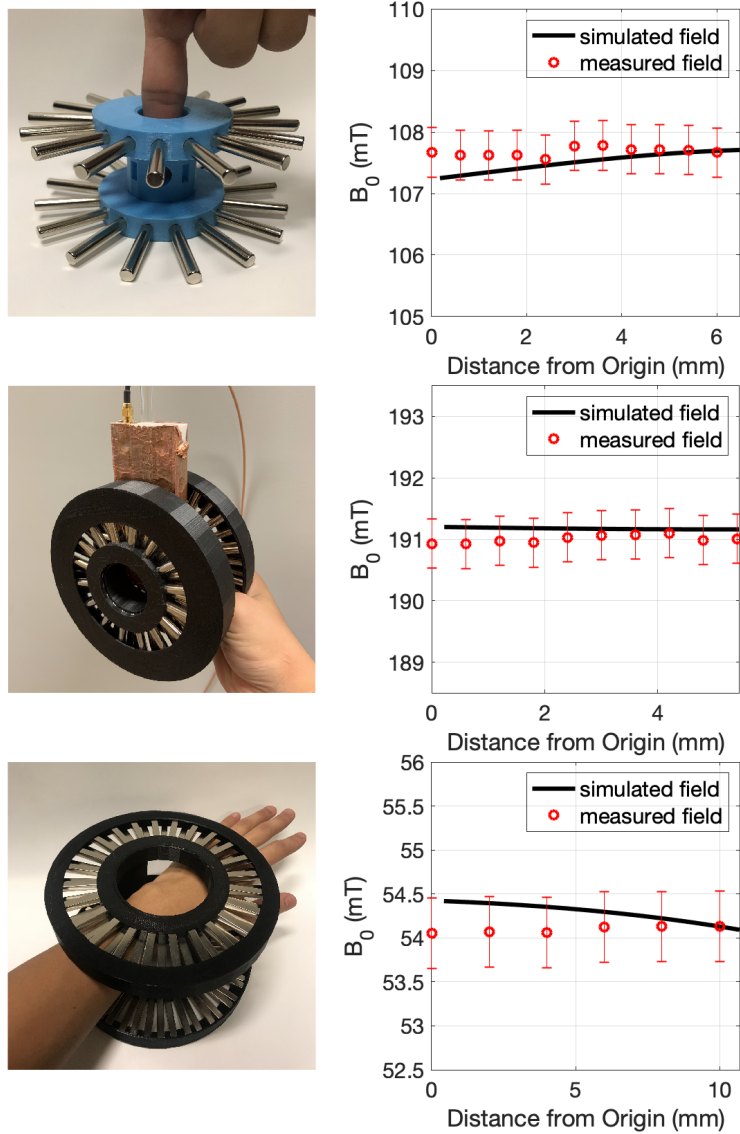 110
109
108
107
106
105
B0 (mT)
simulated field
measured field
0 2 4 6
Distance from Origin (mm)
193
192
191
190
189
B0 (mT)
simulated field
measured field
0 2 4
Distance from Origin (mm)
56
55.5
55
54.5
54
53.5
53
52.5
B0 (mT)
simulated field
measured field
0 5 10
Distance from Origin (mm)